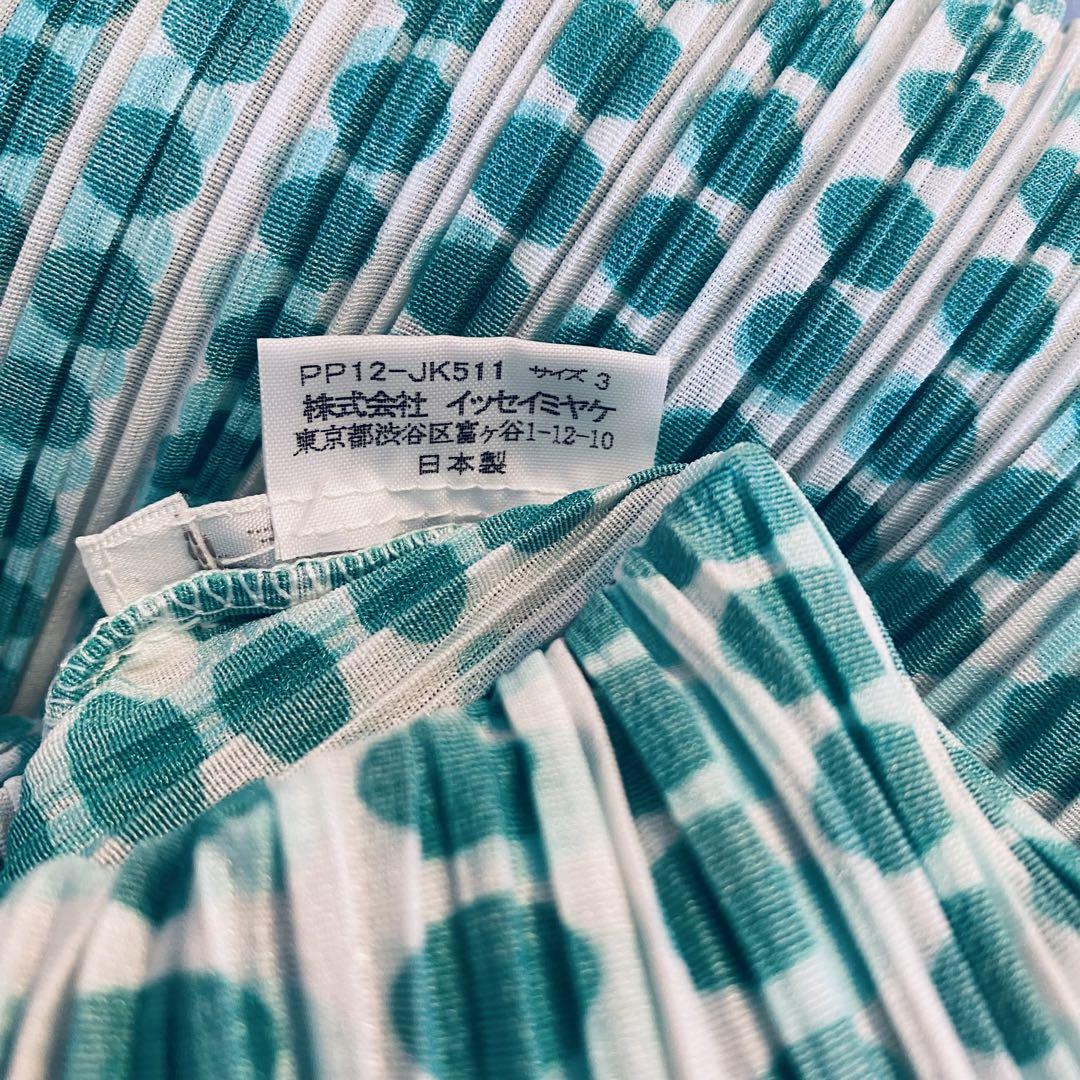 PP12-JK511 サイズ 3
株式会社 イッセイミヤケ
東京都渋谷区富ヶ谷1-12-10
日本製